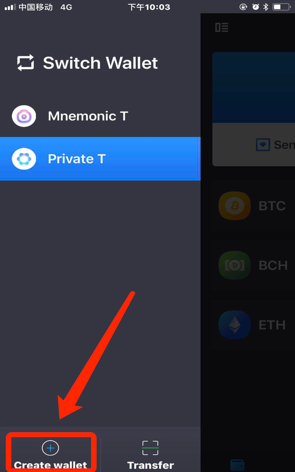 中国移动 4G 下午10:03
Switch Wallet
Mnemonic T
Private T
Sen
BTC
BCH
ETH
Create wallet
Transfer